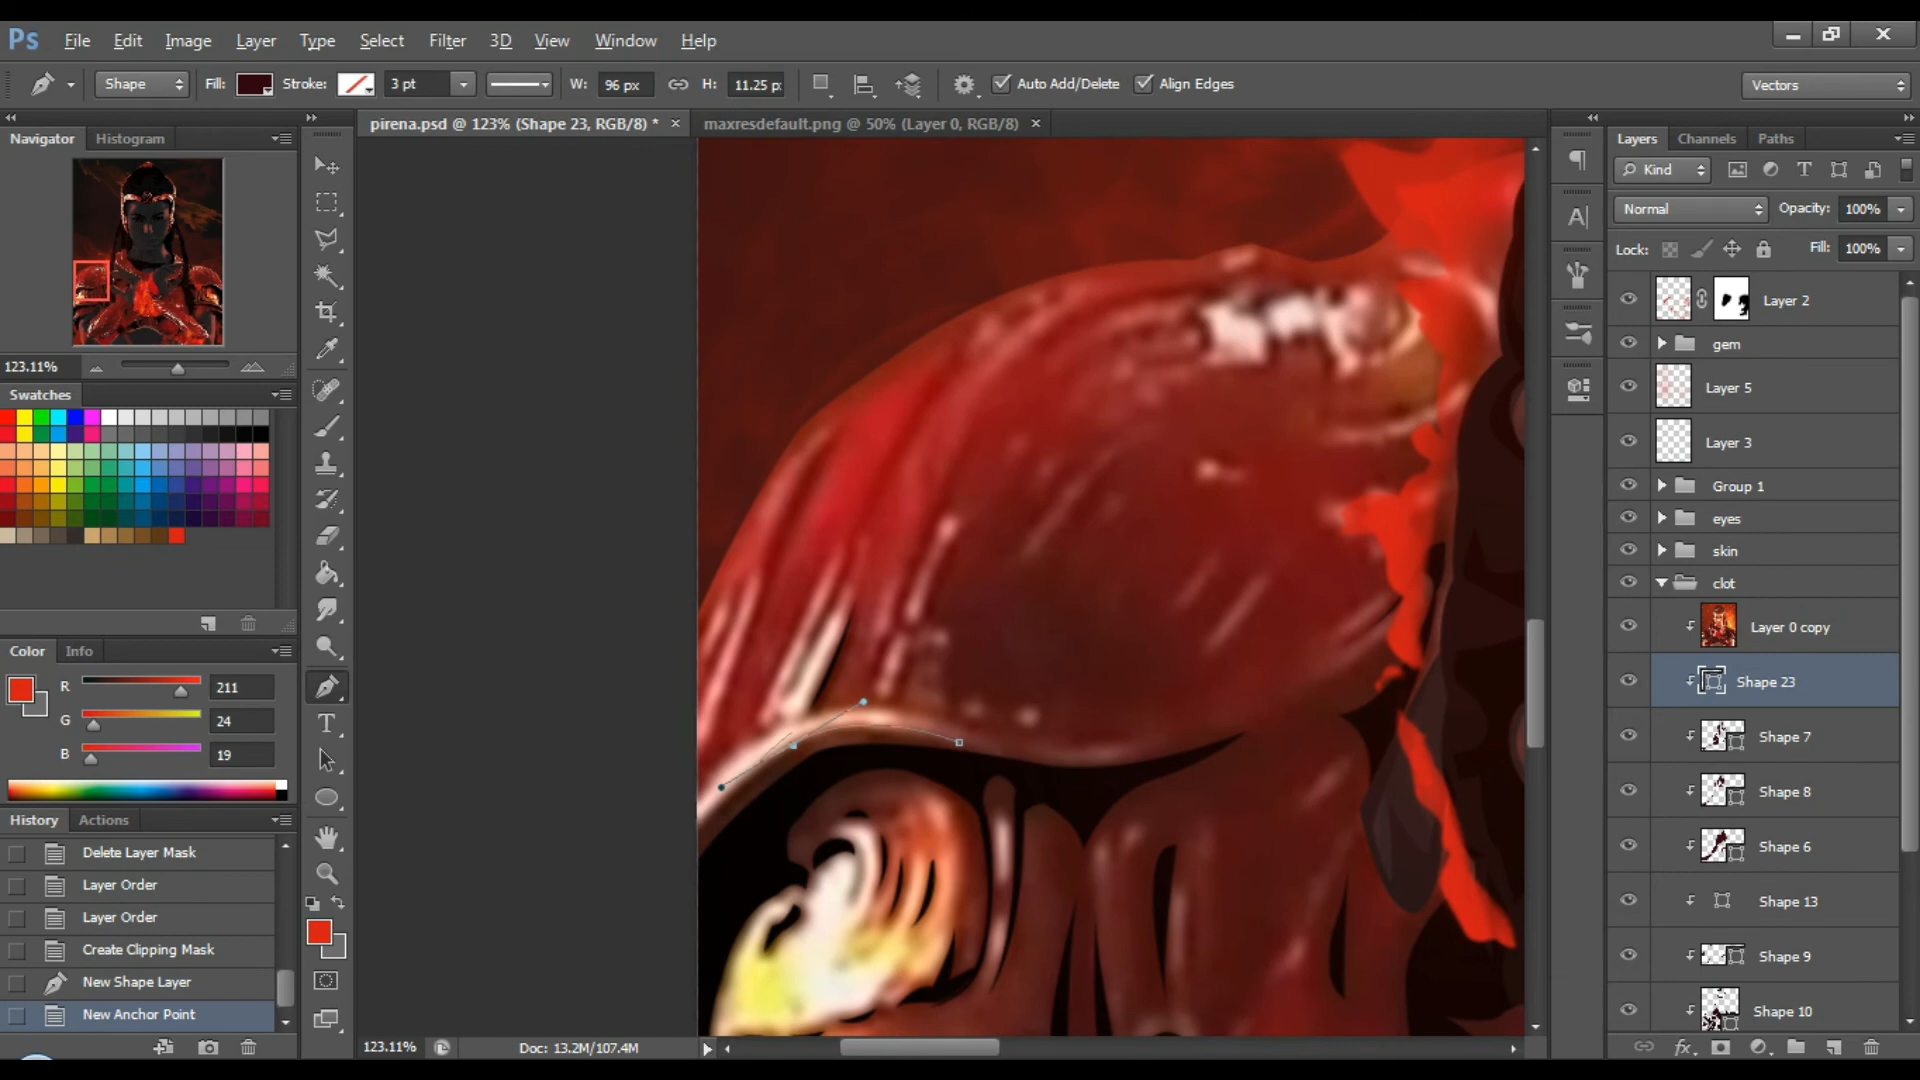 Ps File Edit Image Layer Type Select Filter 3D View Window Help
Shape Fill: Stroke: 3 pt W: 96 px H: 11.25 p: Auto Add/Delete Align Edges Vectors
Navigator Histogram
pirena.psd @ 123% (Shape 23, RGB/8) * × maxresdefault.png @ 50% (Layer 0, RGB/8) ×
Layers Channels Paths
Kind
Normal Opacity: 100%
Lock: Fill: 100%
Layer 2
gem
123.11%
Layer 5
Swatches
Layer 3
Group 1
eyes
skin
clot
Layer 0 copy
Color Info
R 211
Shape 23
G 24
Shape 7
B 19
Shape 8
History Actions
Delete Layer Mask
Shape 6
Layer Order
Shape 13
Layer Order
Create Clipping Mask
Shape 9
New Shape Layer
Shape 10
New Anchor Point
123.11% Doc: 13.2M/107.4M
fx